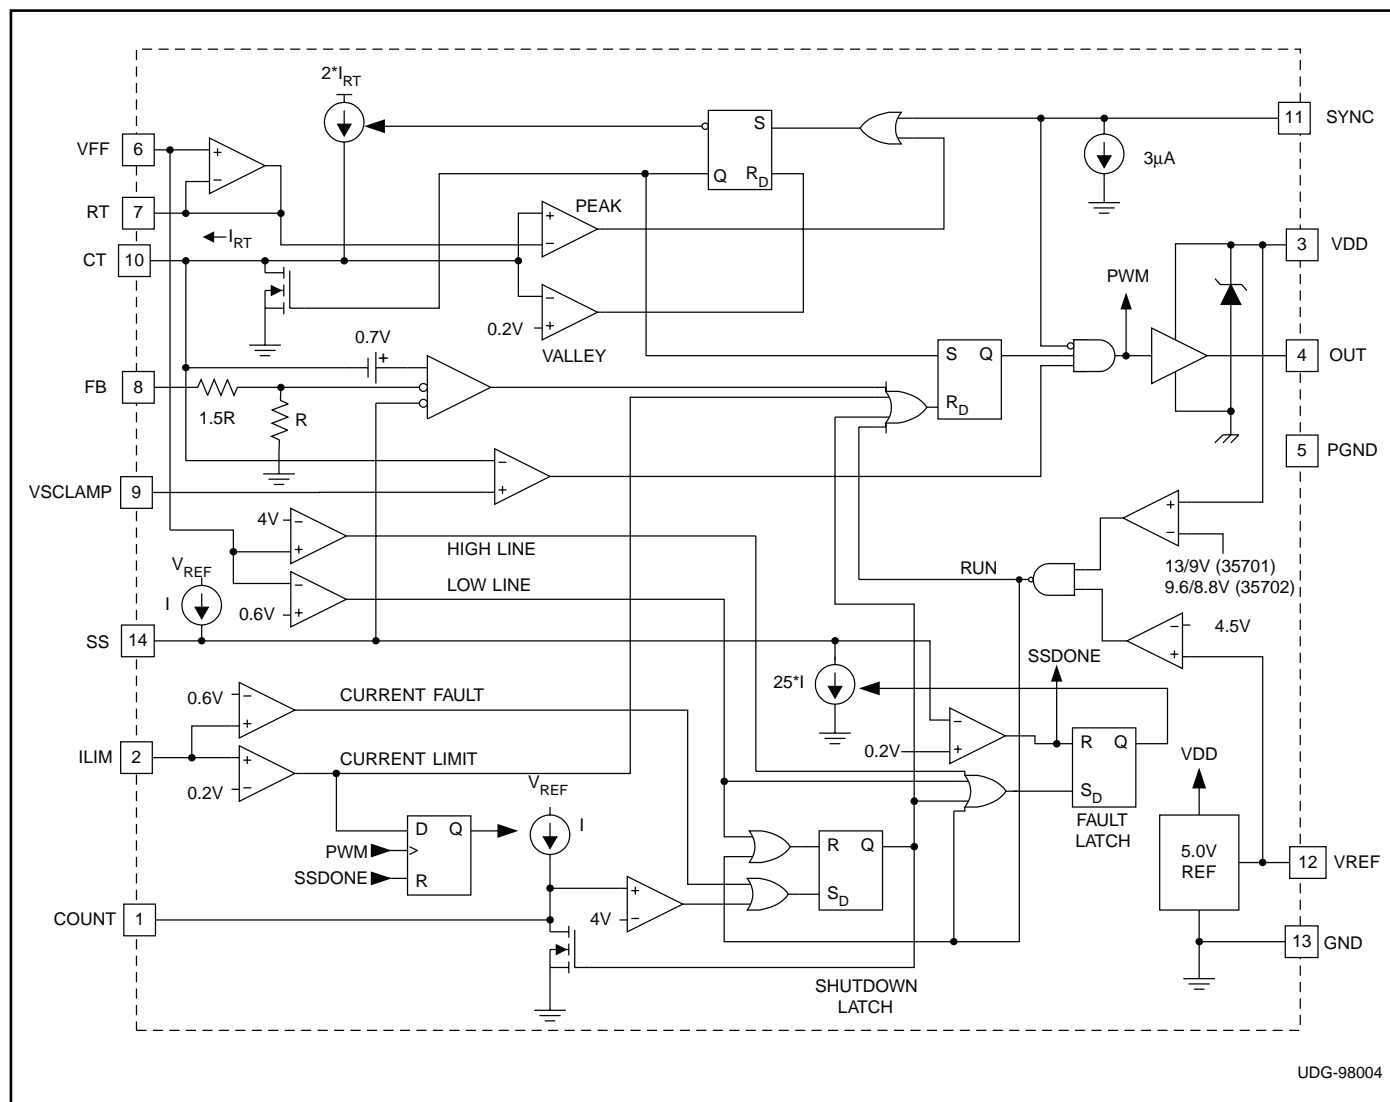 2*I_RT
VFF 6
RT 7
CT 10
FB 8
VSCLAMP 9
SS 14
ILIM 2
COUNT 1
+
−
I_RT
S
Q R_D
11 SYNC
3µA
PEAK
+
−
−
+
0.2V
VALLEY
3 VDD
PWM
4 OUT
5 PGND
0.7V
+
1.5R
R
S Q
R_D
−
+
4V −
+
HIGH LINE
LOW LINE
−
0.6V +
V_REF
I
RUN
+
−
13/9V (35701)
9.6/8.8V (35702)
− 4.5V
+
SSDONE
25*I
0.6V −
+
CURRENT FAULT
CURRENT LIMIT
+
0.2V −
−
0.2V +
R Q
S_D
FAULT
LATCH
VDD
5.0V
REF
12 VREF
13 GND
V_REF
I
D Q
PWM >
SSDONE R
+
4V −
R Q
S_D
SHUTDOWN
LATCH
UDG-98004